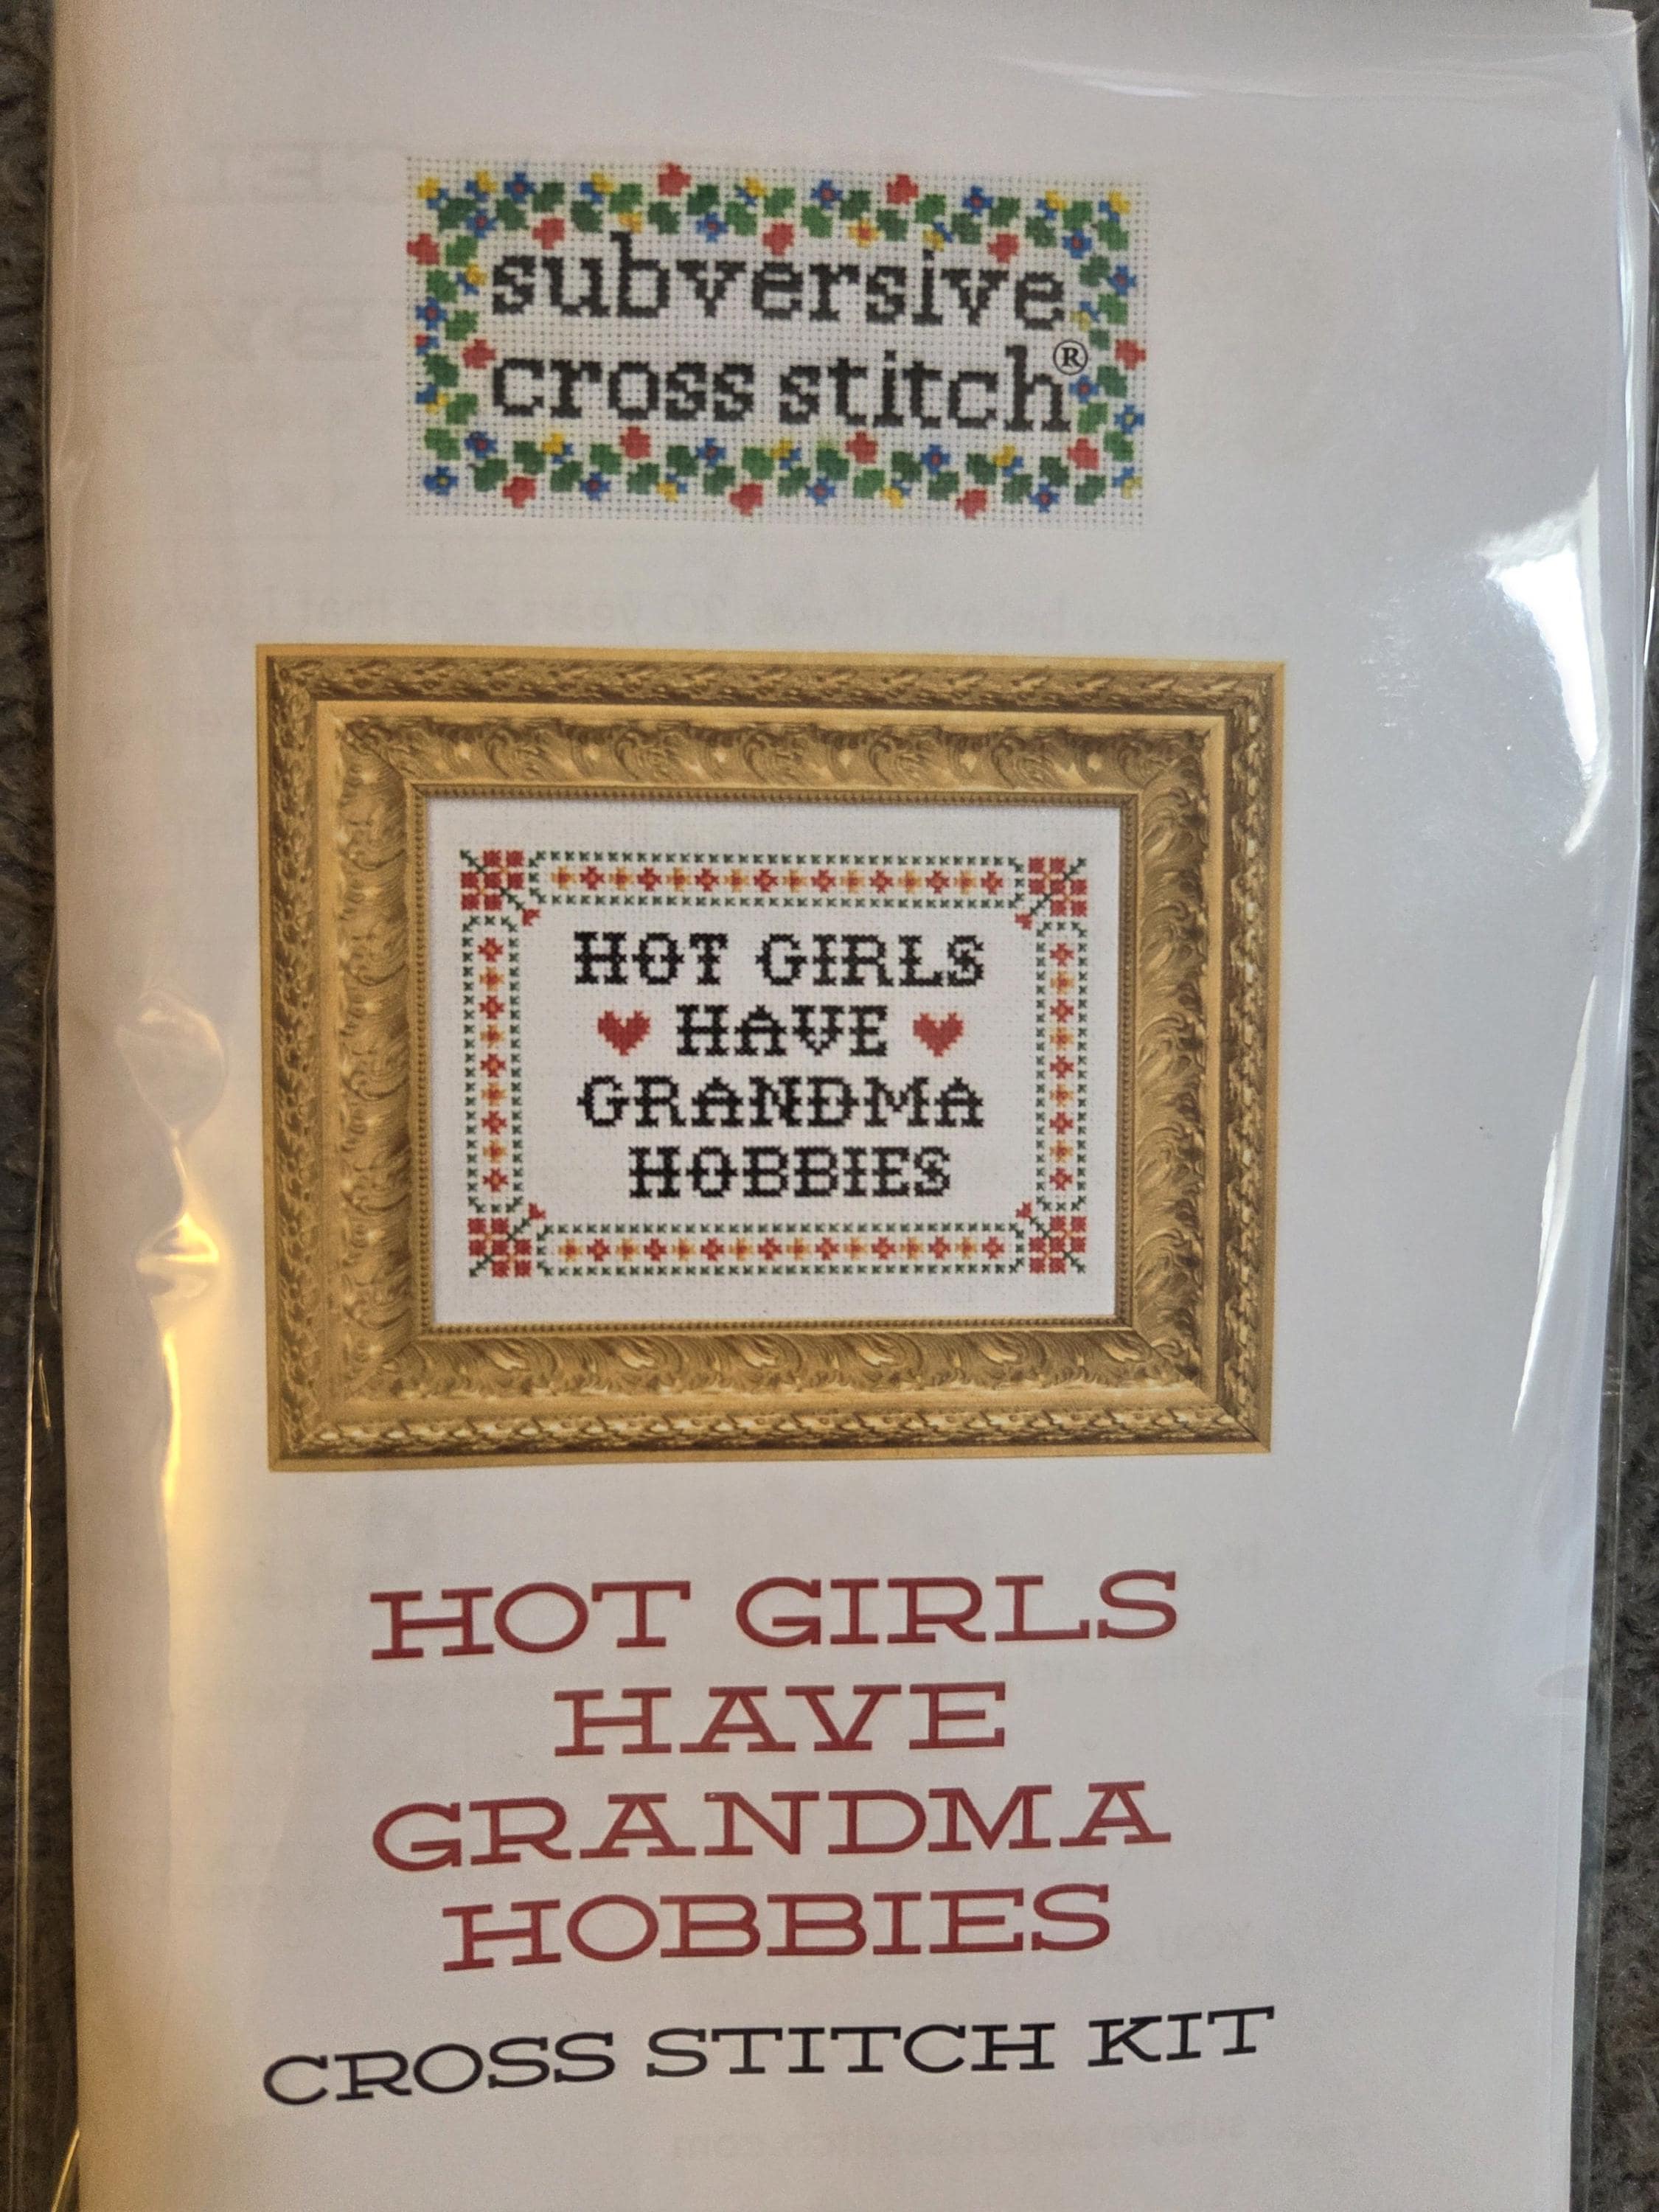 subversive
cross stitch®
HOT GIRLS
HAVE
GRANDMA
HOBBIES
HOT GIRLS
HAVE
GRANDMA
HOBBIES
CROSS STITCH KIT